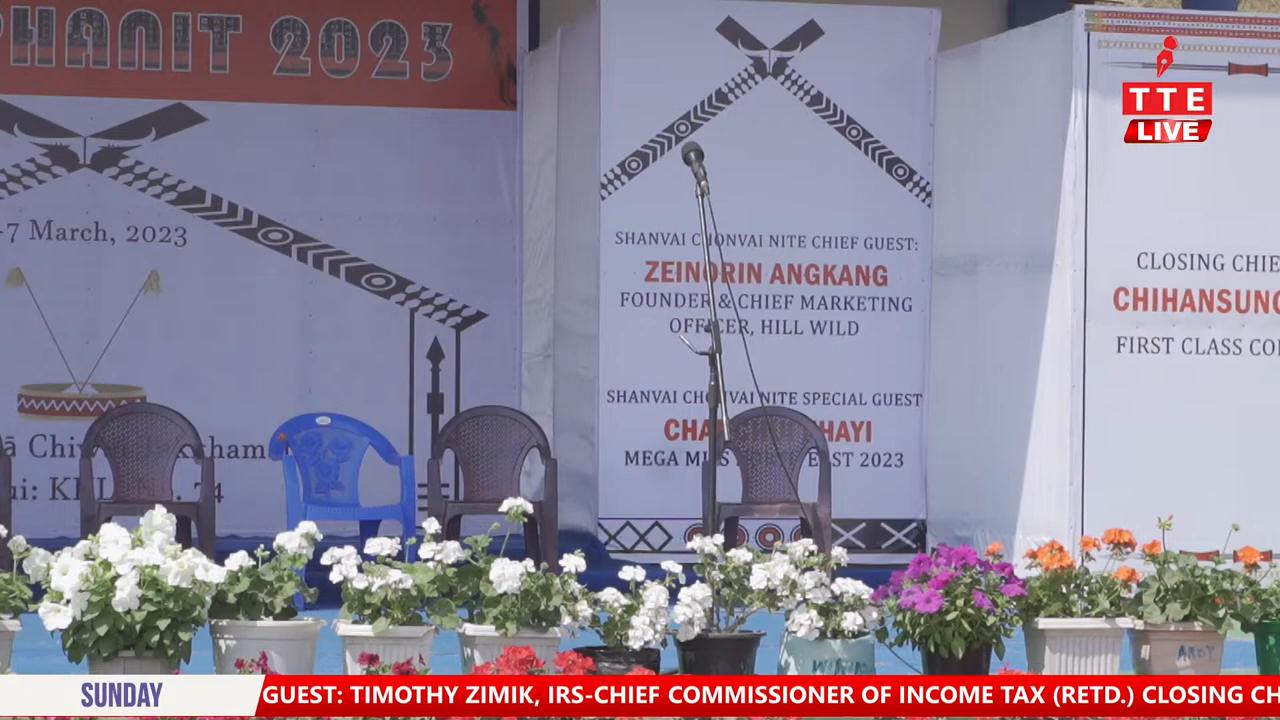 PHANIT 2023
-7 March, 2023
SHANVAI CHONVAI NITE CHIEF GUEST:
ZEINORIN ANGKANG
FOUNDER & CHIEF MARKETING
OFFICER, HILL WILD
SHANVAI CHONVAI NITE SPECIAL GUEST
MEGA EAST 2023
CLOSING CHIE
CHIHANSUNG
FIRST CLASS CO
TTE
LIVE
SUNDAY
GUEST: TIMOTHY ZIMIK, IRS-CHIEF COMMISSIONER OF INCOME TAX (RETD.) CLOSING CH